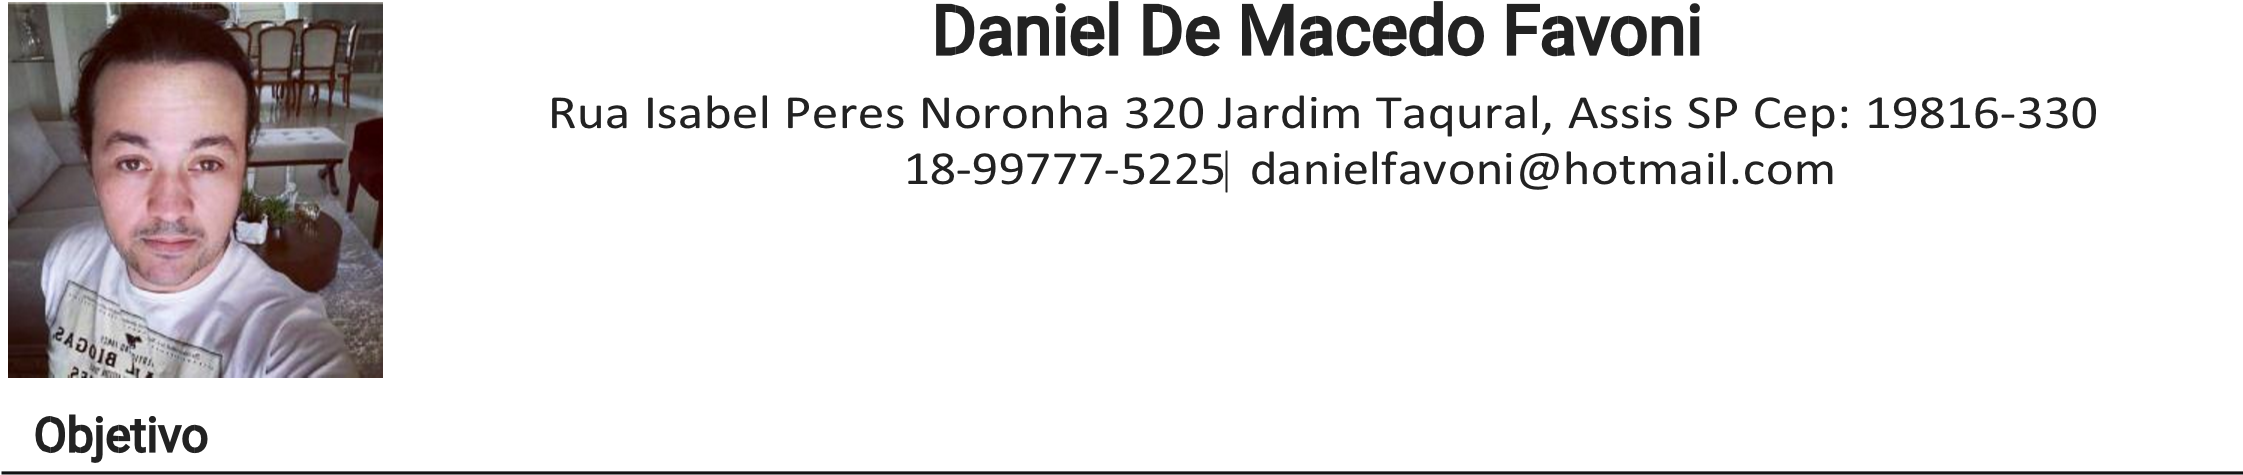 Daniel De Macedo Favoni
Rua Isabel Peres Noronha 320 Jardim Taqural, Assis SP Cep: 19816-330
18-99777-5225| danielfavoni@hotmail.com
BIOGAS
Objetivo